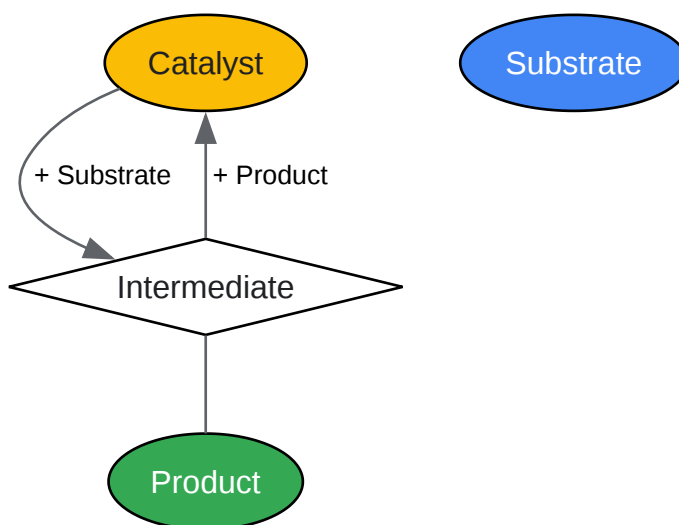 Catalyst
Substrate
+ Substrate
+ Product
Intermediate
Product